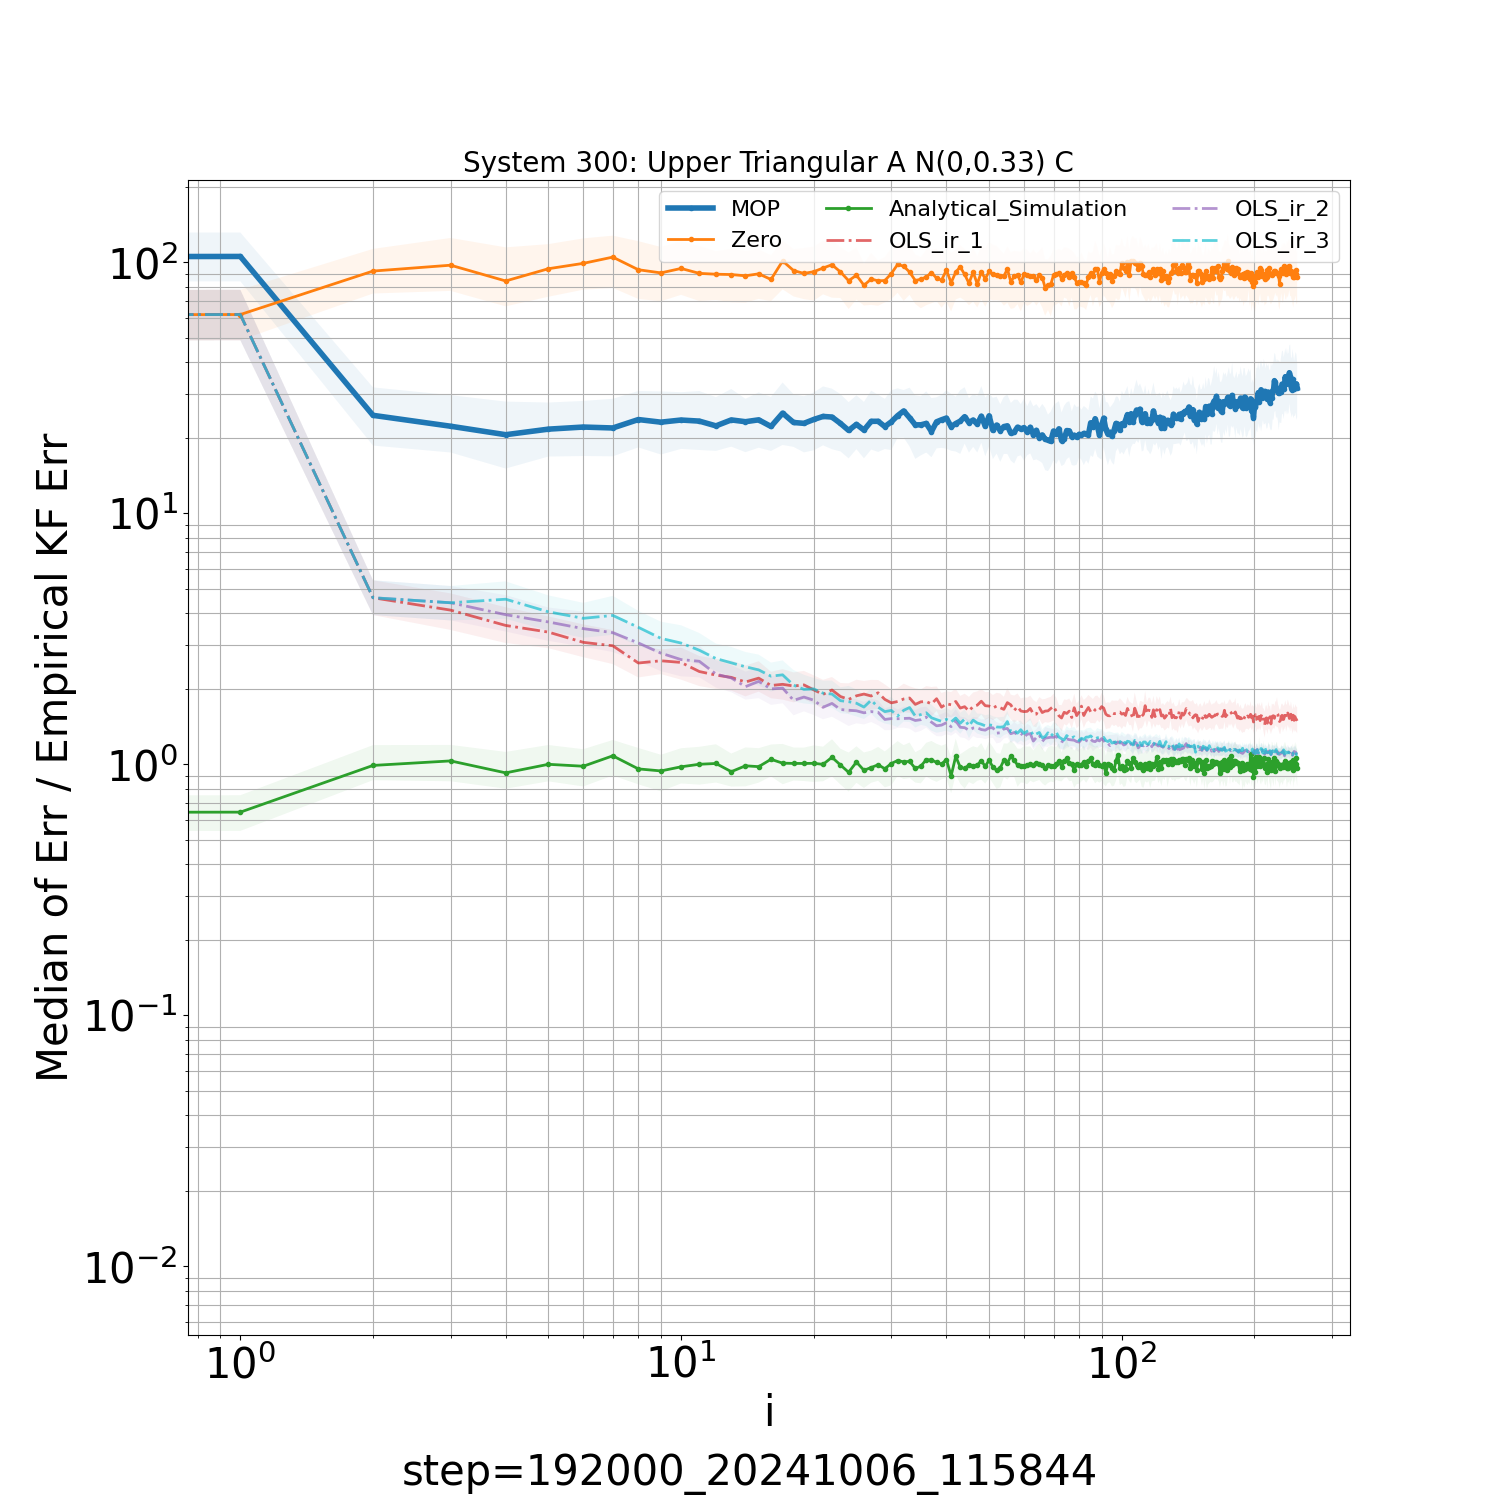 System 300: Upper Triangular A N(0,0.33) C
MOP
Zero
Analytical_Simulation
OLS_ir_1
OLS_ir_2
OLS_ir_3
Median of Err / Empirical KF Err
10²
10¹
10⁰
10⁻¹
10⁻²
10⁰ 10¹ 10²
i
step=192000_20241006_115844